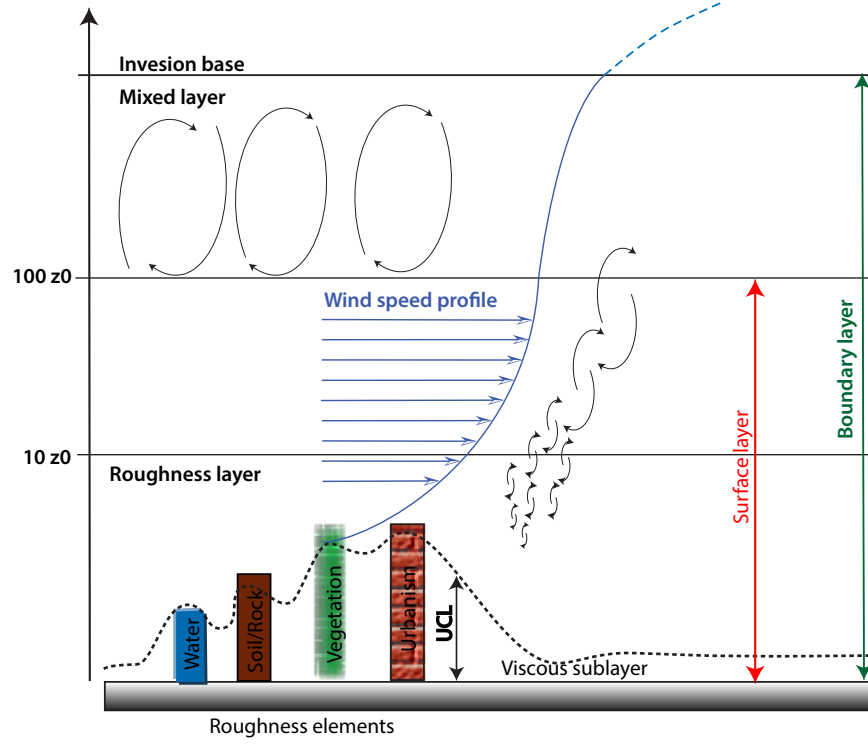 Invesion base
Mixed layer
100 z0
Wind speed profile
10 z0
Roughness layer
Surface layer
Boundary layer
Water
Soil/Rock
Vegetation
Urbanism
UCL
Viscous sublayer
Roughness elements